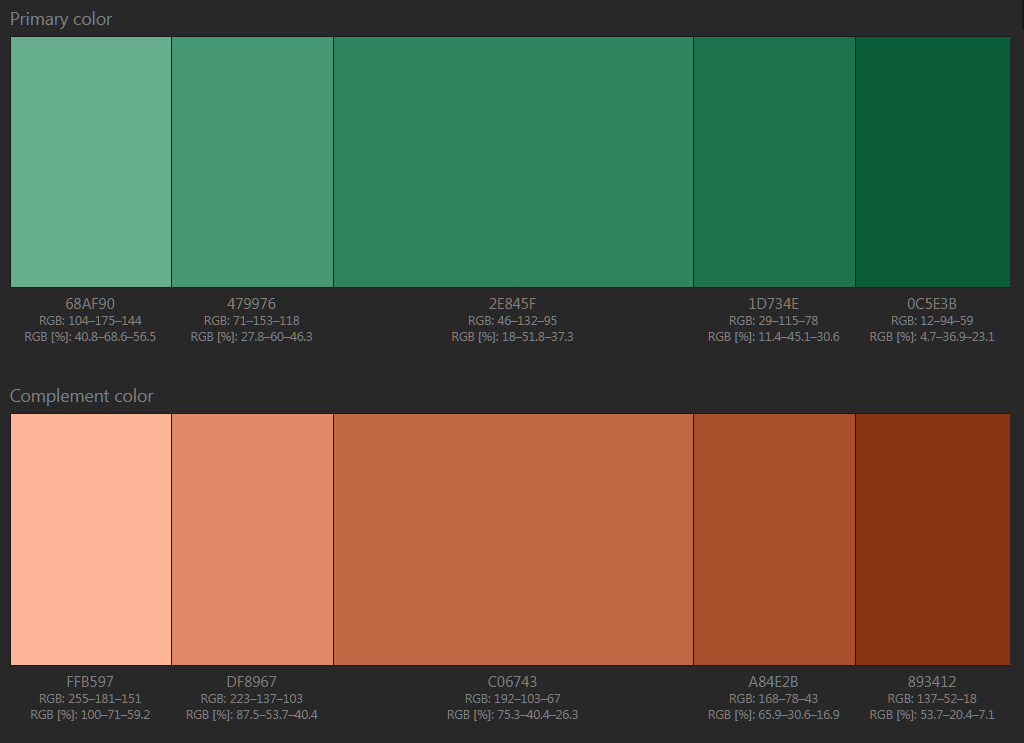 Primary color
68AF90
RGB: 104–175–144
RGB [%]: 40.8–68.6–56.5
479976
RGB: 71–153–118
RGB [%]: 27.8–60–46.3
2E845F
RGB: 46–132–95
RGB [%]: 18–51.8–37.3
1D734E
RGB: 29–115–78
RGB [%]: 11.4–45.1–30.6
0C5E3B
RGB: 12–94–59
RGB [%]: 4.7–36.9–23.1
Complement color
FFB597
RGB: 255–181–151
RGB [%]: 100–71–59.2
DF8967
RGB: 223–137–103
RGB [%]: 87.5–53.7–40.4
C06743
RGB: 192–103–67
RGB [%]: 75.3–40.4–26.3
A84E2B
RGB: 168–78–43
RGB [%]: 65.9–30.6–16.9
893412
RGB: 137–52–18
RGB [%]: 53.7–20.4–7.1